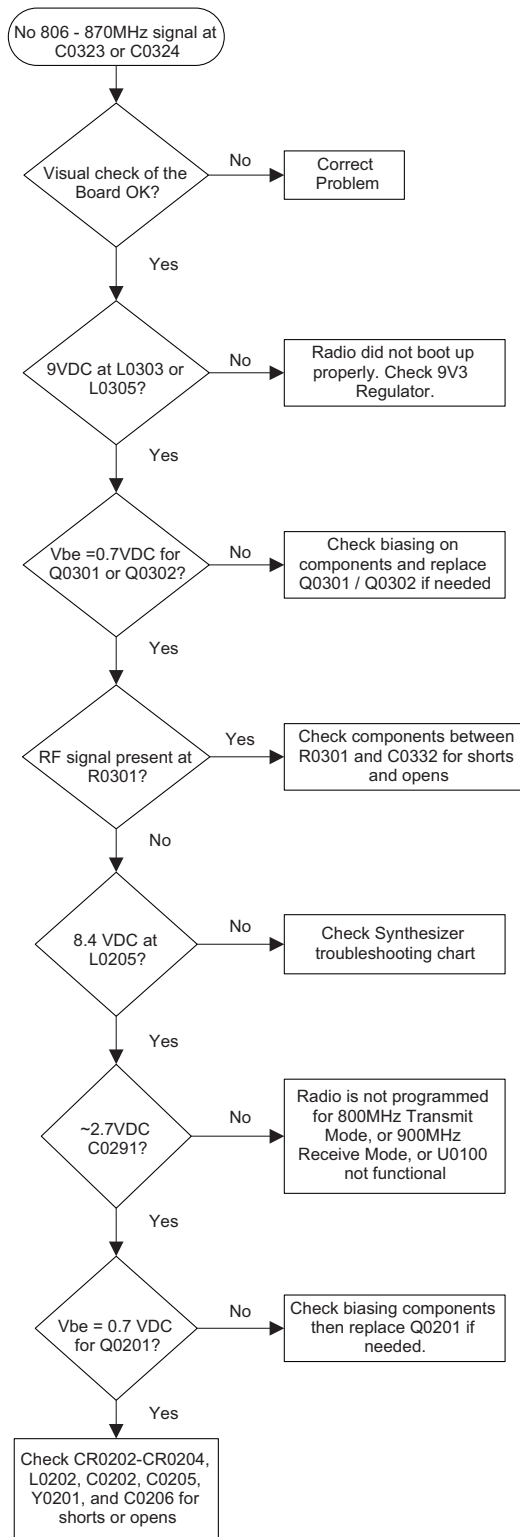 No 806 - 870MHz signal at
C0323 or C0324
Visual check of the
Board OK?
No
Correct
Problem
Yes
9VDC at L0303 or
L0305?
No
Radio did not boot up
properly. Check 9V3
Regulator.
Yes
Vbe =0.7VDC for
Q0301 or Q0302?
No
Check biasing on
components and replace
Q0301 / Q0302 if needed
Yes
RF signal present at
R0301?
Yes
Check components between
R0301 and C0332 for shorts
and opens
No
8.4 VDC at
L0205?
No
Check Synthesizer
troubleshooting chart
Yes
~2.7VDC
C0291?
No
Radio is not programmed
for 800MHz Transmit
Mode, or 900MHz
Receive Mode, or U0100
not functional
Yes
Vbe = 0.7 VDC
for Q0201?
No
Check biasing components
then replace Q0201 if
needed.
Yes
Check CR0202-CR0204,
L0202, C0202, C0205,
Y0201, and C0206 for
shorts or opens